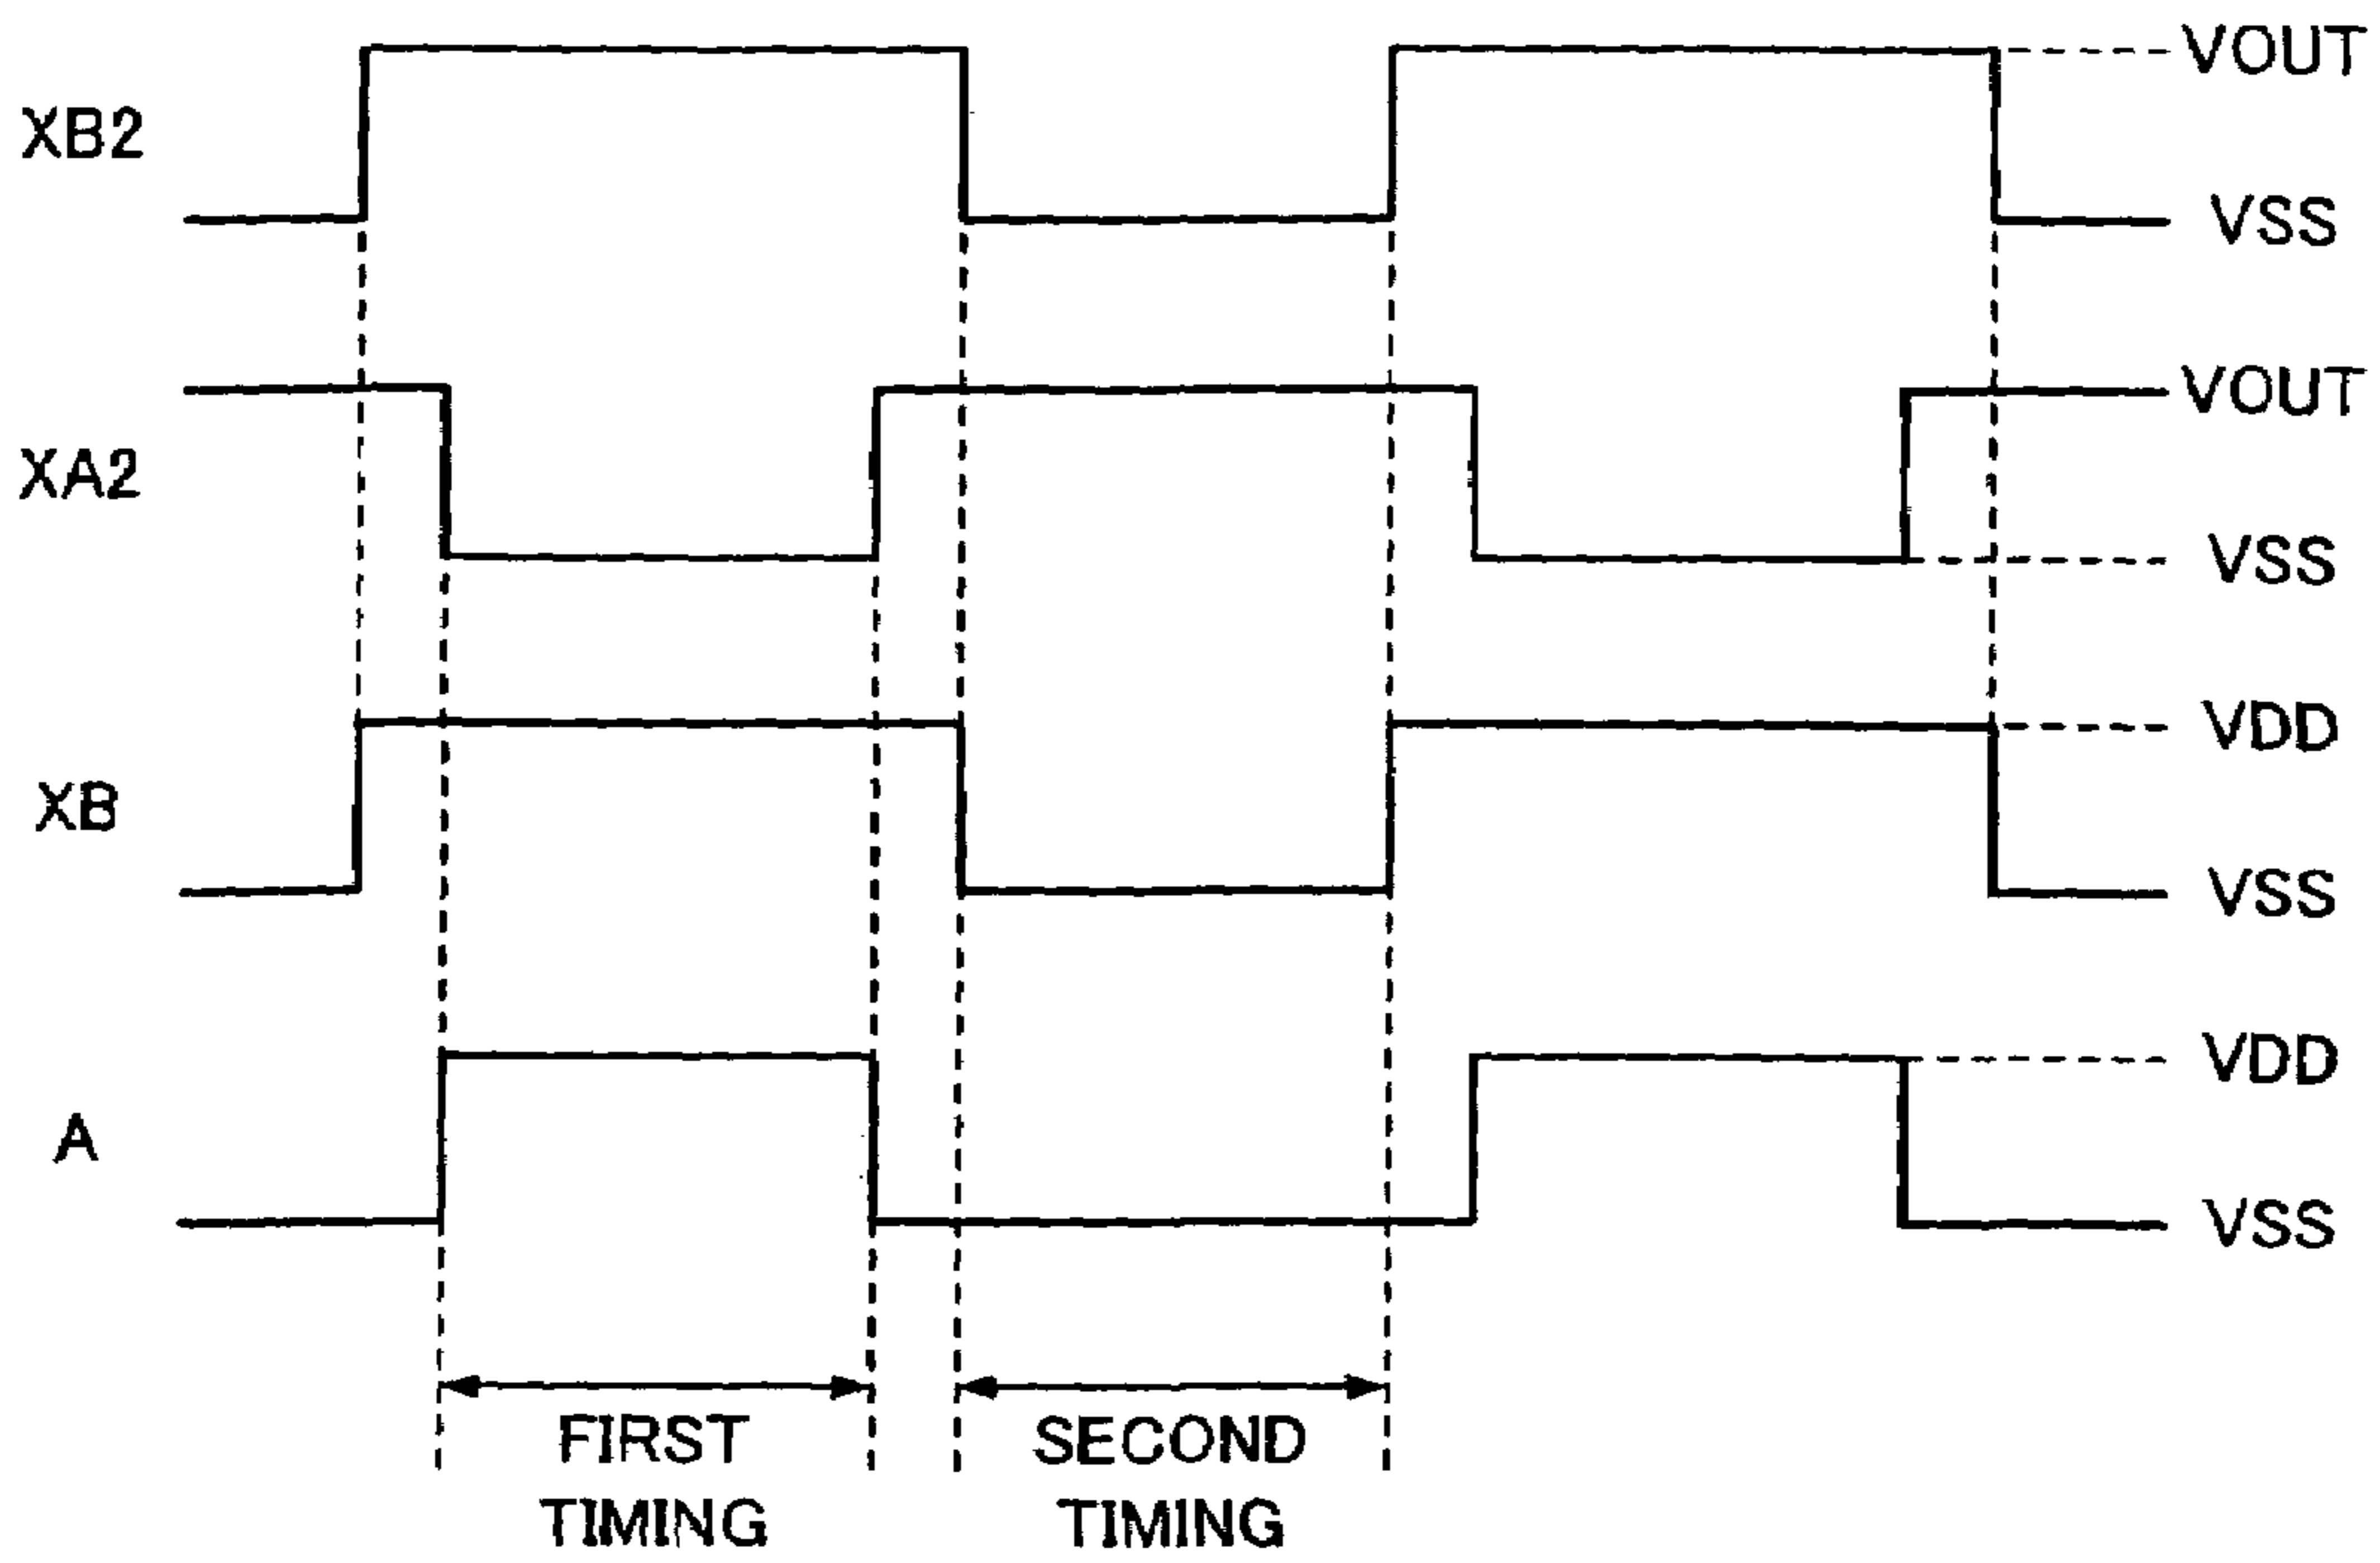 VOUT
XB2
VSS
VOUT
XA2
VSS
VDD
XB
VSS
VDD
A
VSS
FIRST
TIMING
SECOND
TIMING